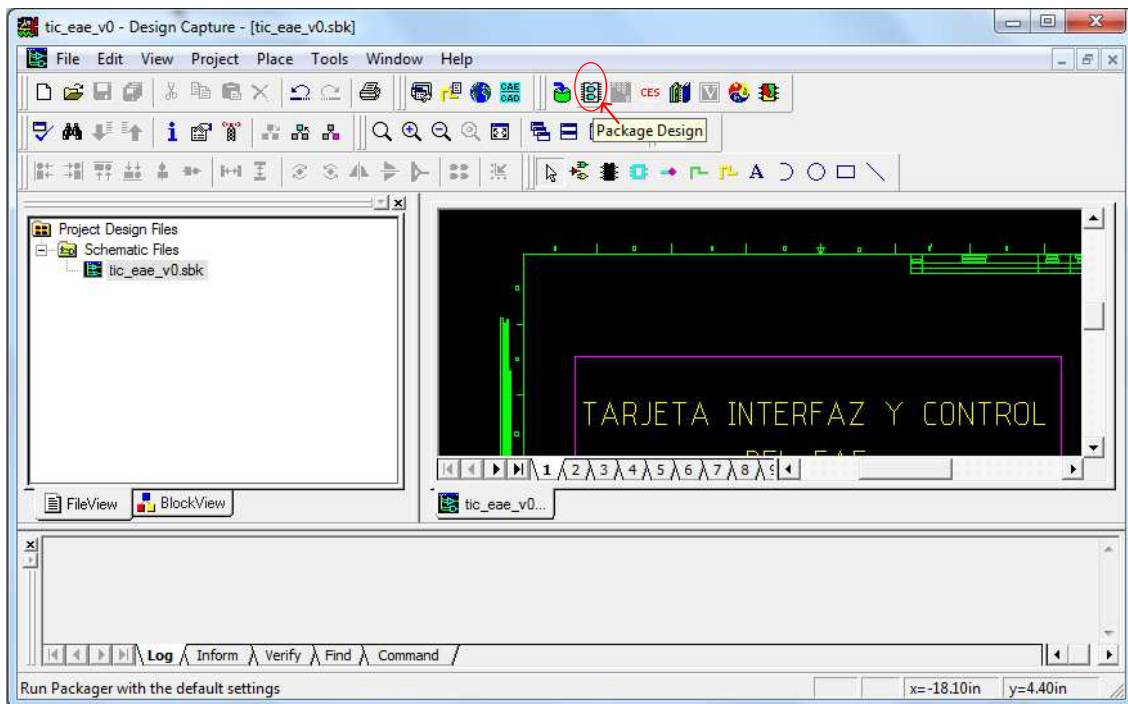 tic_eae_v0 - Design Capture - [tic_eae_v0.sbk]
File Edit View Project Place Tools Window Help
CAE
CAD
CES
V
i
Package Design
A
Project Design Files
Schematic Files
tic_eae_v0.sbk
TARJETA INTERFAZ Y CONTROL
1 2 3 4 5 6 7 8
FileView BlockView
tic_eae_v0...
Log Inform Verify Find Command
Run Packager with the default settings
x=-18.10in y=4.40in